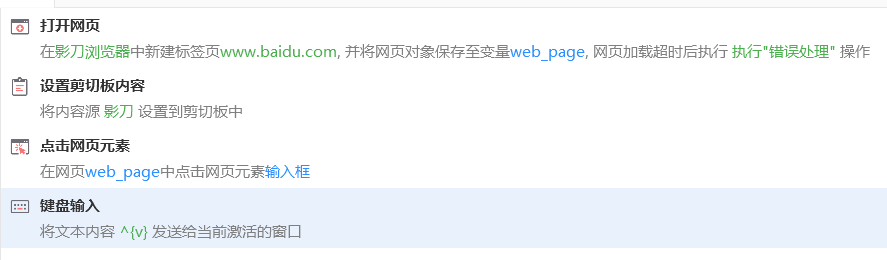 打开网页
在影刀浏览器中新建标签页www.baidu.com, 并将网页对象保存至变量web_page, 网页加载超时后执行 执行"错误处理" 操作
设置剪切板内容
将内容源 影刀 设置到剪切板中
点击网页元素
在网页web_page中点击网页元素输入框
键盘输入
将文本内容 ^{v} 发送给当前激活的窗口